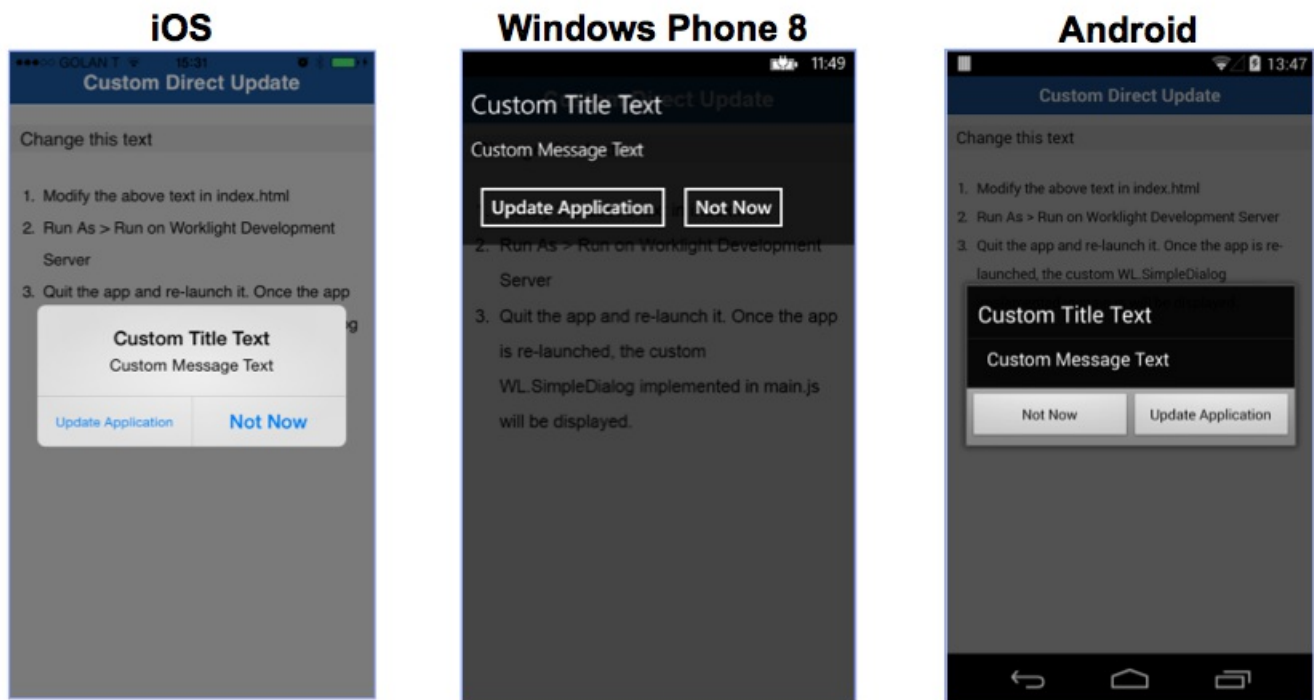 iOS
GOLAN T 15:31
Custom Direct Update
Change this text
1. Modify the above text in index.html
2. Run As > Run on Worklight Development
Server
3. Quit the app and re-launch it. Once the app
Custom Title Text
Custom Message Text
Update Application Not Now
Windows Phone 8
11:49
Custom Direct Update
Custom Title Text
Custom Message Text
Update Application Not Now
2. Run As > Run on Worklight Development
Server
3. Quit the app and re-launch it. Once the app
is re-launched, the custom
WL.SimpleDialog implemented in main.js
will be displayed.
Android
13:47
Custom Direct Update
Change this text
1. Modify the above text in index.html
2. Run As > Run on Worklight Development Server
3. Quit the app and re-launch it. Once the app is re-
launched, the custom WL.SimpleDialog
Custom Title Text
Custom Message Text
Not Now Update Application